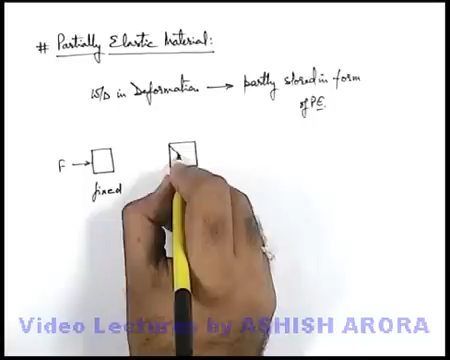 # Partially Elastic Material:
W/D in Deformation → partly stored in form
of PE.
F →
fixed
Video Lectures by ASHISH ARORA